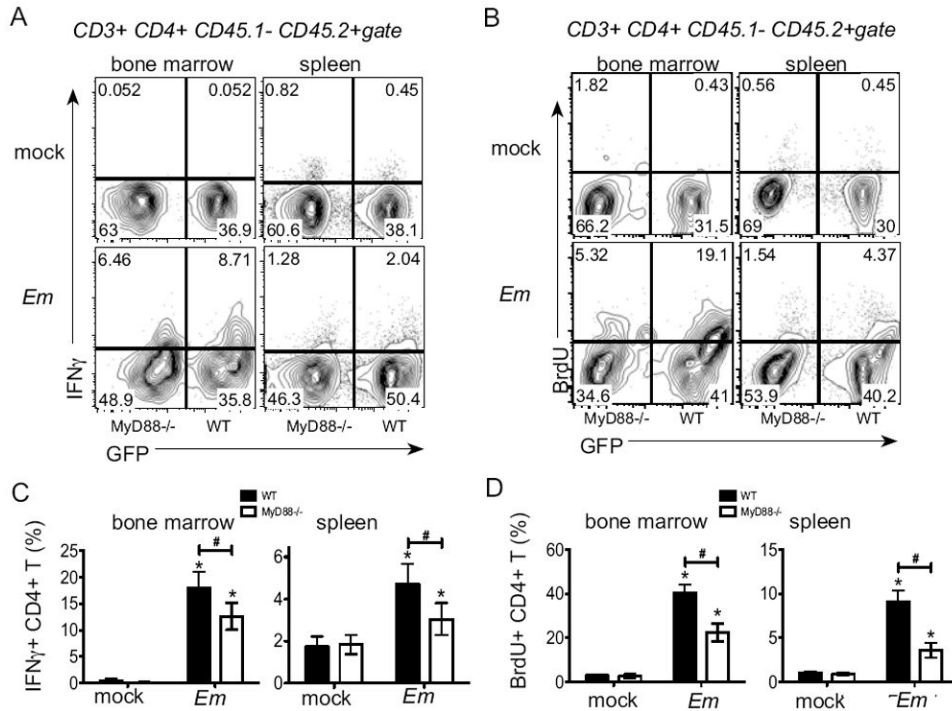 A
CD3+ CD4+ CD45.1- CD45.2+gate
bone marrow spleen
mock
0.052 0.052 0.82 0.45
63 36.9 60.6 38.1
Em
6.46 8.71 1.28 2.04
48.9 35.8 46.3 50.4
IFNγ
MyD88-/- WT MyD88-/- WT
GFP
B
CD3+ CD4+ CD45.1- CD45.2+gate
bone marrow spleen
mock
1.82 0.43 0.56 0.45
66.2 31.5 69 30
Em
5.32 19.1 1.54 4.37
34.6 41 53.9 40.2
BrdU
MyD88-/- WT MyD88-/- WT
GFP
C
WT
MyD88-/-
bone marrow spleen
IFNγ+ CD4+ T (%)
25
20
15
10
5
0
* # *
mock Em
6
4
2
0
* # *
mock Em
D
WT
MyD88-/-
bone marrow spleen
BrdU+ CD4+ T (%)
60
40
20
0
* # *
mock Em
15
10
5
0
* # *
mock Em